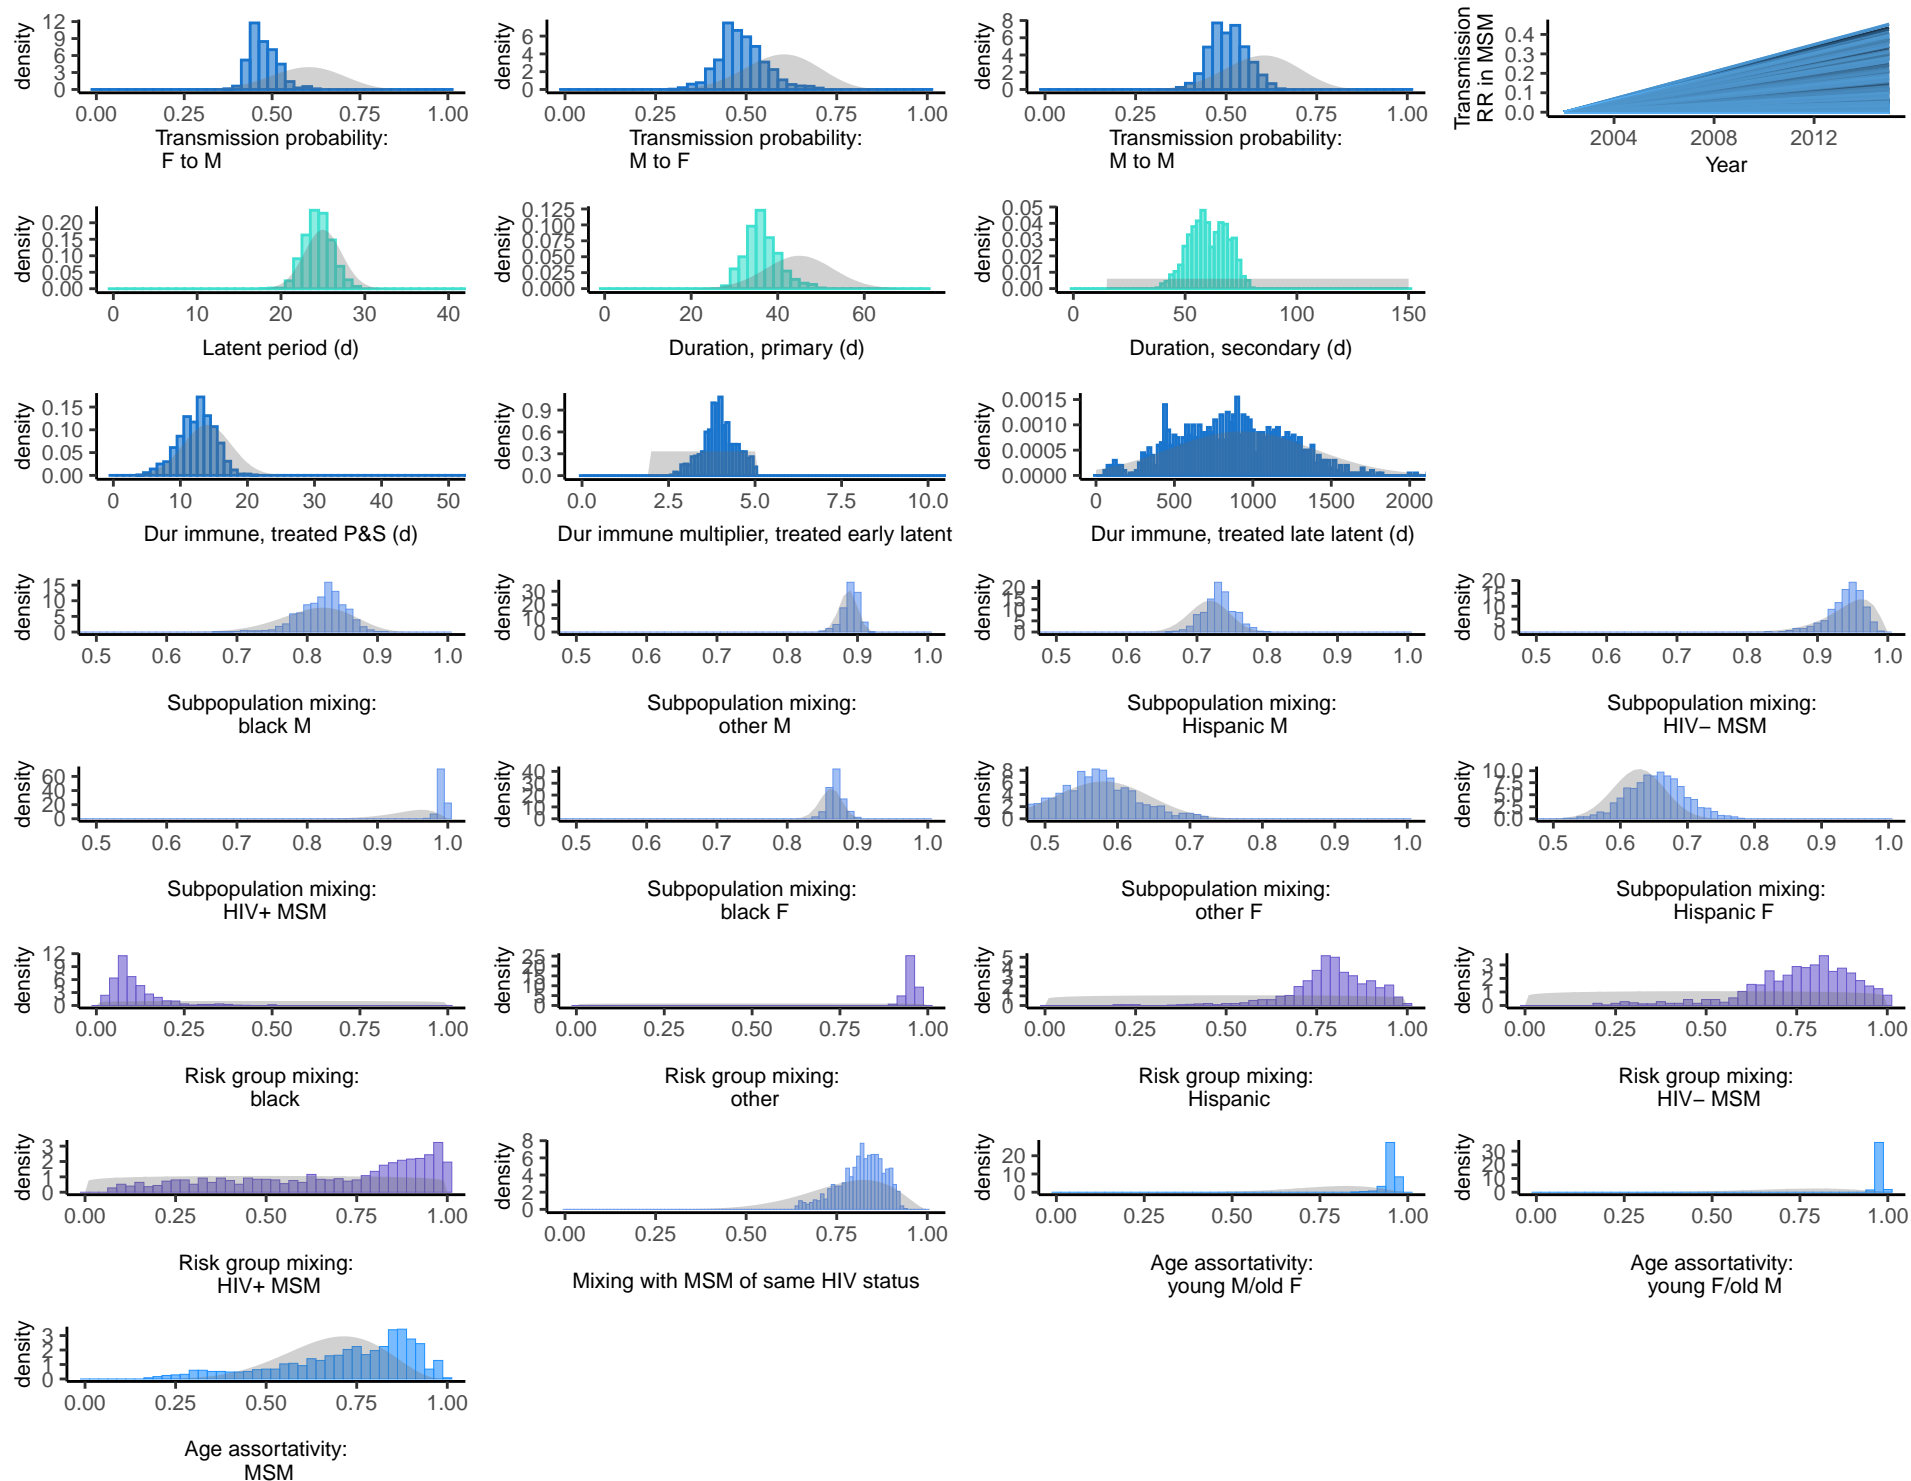 density
12
9
6
3
0
0.00 0.25 0.50 0.75 1.00
Transmission probability:
F to M
density
6
4
2
0
0.00 0.25 0.50 0.75 1.00
Transmission probability:
M to F
density
8
6
4
2
0
0.00 0.25 0.50 0.75 1.00
Transmission probability:
M to M
Transmission
RR in MSM
0.4
0.3
0.2
0.1
0.0
2004 2008 2012
Year
density
0.20
0.15
0.10
0.05
0.00
0 10 20 30 40
Latent period (d)
density
0.125
0.100
0.075
0.050
0.025
0.000
0 20 40 60
Duration, primary (d)
density
0.05
0.04
0.03
0.02
0.01
0.00
0 50 100 150
Duration, secondary (d)
density
0.15
0.10
0.05
0.00
0 10 20 30 40 50
Dur immune, treated P&S (d)
density
0.9
0.6
0.3
0.0
0.0 2.5 5.0 7.5 10.0
Dur immune multiplier, treated early latent
density
0.0015
0.0010
0.0005
0.0000
0 500 1000 1500 2000
Dur immune, treated late latent (d)
density
15
10
5
0
0.5 0.6 0.7 0.8 0.9 1.0
Subpopulation mixing:
black M
density
30
20
10
0
0.5 0.6 0.7 0.8 0.9 1.0
Subpopulation mixing:
other M
density
20
15
10
5
0
0.5 0.6 0.7 0.8 0.9 1.0
Subpopulation mixing:
Hispanic M
density
20
15
10
5
0
0.5 0.6 0.7 0.8 0.9 1.0
Subpopulation mixing:
HIV− MSM
density
60
40
20
0
0.5 0.6 0.7 0.8 0.9 1.0
Subpopulation mixing:
HIV+ MSM
density
40
30
20
10
0
0.5 0.6 0.7 0.8 0.9 1.0
Subpopulation mixing:
black F
density
8
6
4
2
0
0.5 0.6 0.7 0.8 0.9 1.0
Subpopulation mixing:
other F
density
10.0
7.5
5.0
2.5
0.0
0.5 0.6 0.7 0.8 0.9 1.0
Subpopulation mixing:
Hispanic F
density
12
9
6
3
0
0.00 0.25 0.50 0.75 1.00
Risk group mixing:
black
density
25
20
15
10
5
0
0.00 0.25 0.50 0.75 1.00
Risk group mixing:
other
density
5
4
3
2
1
0
0.00 0.25 0.50 0.75 1.00
Risk group mixing:
Hispanic
density
3
2
1
0
0.00 0.25 0.50 0.75 1.00
Risk group mixing:
HIV− MSM
density
3
2
1
0
0.00 0.25 0.50 0.75 1.00
Risk group mixing:
HIV+ MSM
density
8
6
4
2
0
0.00 0.25 0.50 0.75 1.00
Mixing with MSM of same HIV status
density
20
10
0
0.00 0.25 0.50 0.75 1.00
Age assortativity:
young M/old F
density
30
20
10
0
0.00 0.25 0.50 0.75 1.00
Age assortativity:
young F/old M
density
3
2
1
0
0.00 0.25 0.50 0.75 1.00
Age assortativity:
MSM